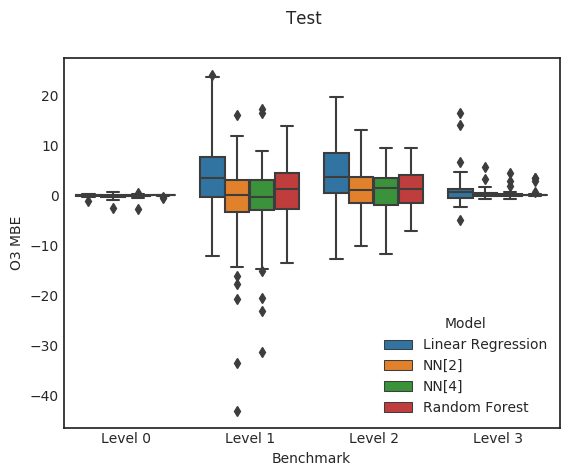 Test
20
10
0
−10
−20
−30
−40
O3 MBE
Level 0 Level 1 Level 2 Level 3
Benchmark
Model
Linear Regression
NN[2]
NN[4]
Random Forest